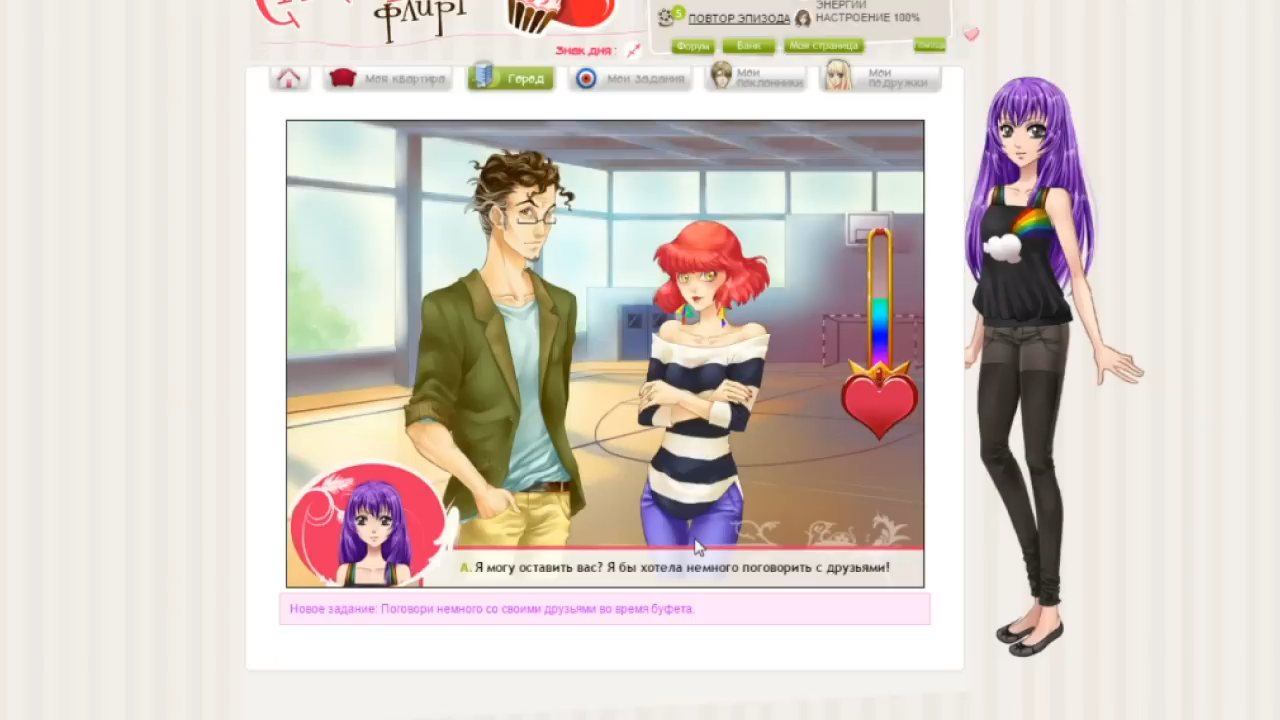 флирт
ЭНЕРГИИ
5 ПОВТОР ЭПИЗОДА
НАСТРОЕНИЕ 100%
Знак дня:
Форум
Банк
Моя страница
Моя квартира
Город
Мои задания
Мои поклонники
Мои подружки
А. Я могу оставить вас? Я бы хотела немного поговорить с друзьями!
Новое задание: Поговори немного со своими друзьями во время буфета.